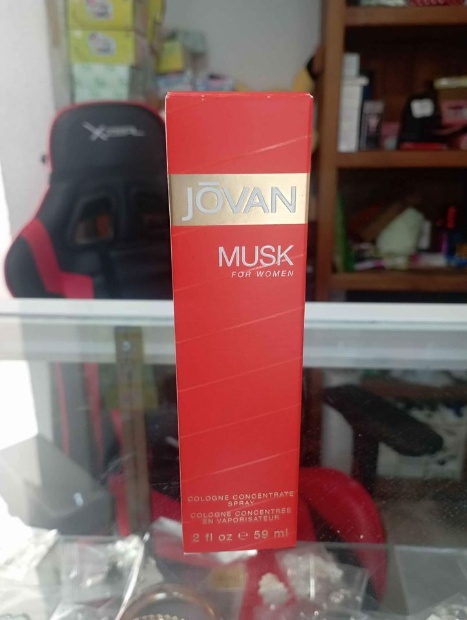 JŌVAN
MUSK
FOR WOMEN
COLOGNE CONCENTRATE
SPRAY
COLOGNE CONCENTRÉE
EN VAPORISATEUR
2 fl oz ℮ 59 ml